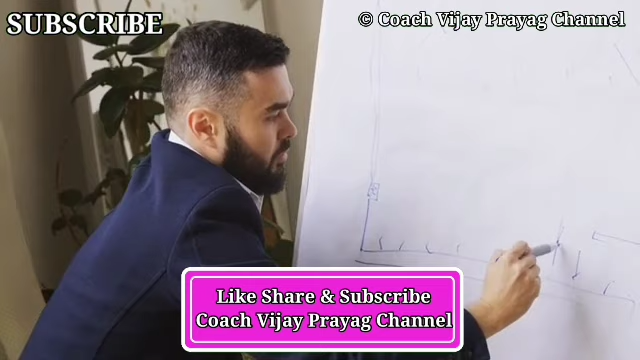 SUBSCRIBE
© Coach Vijay Prayag Channel
Like Share & Subscribe
Coach Vijay Prayag Channel